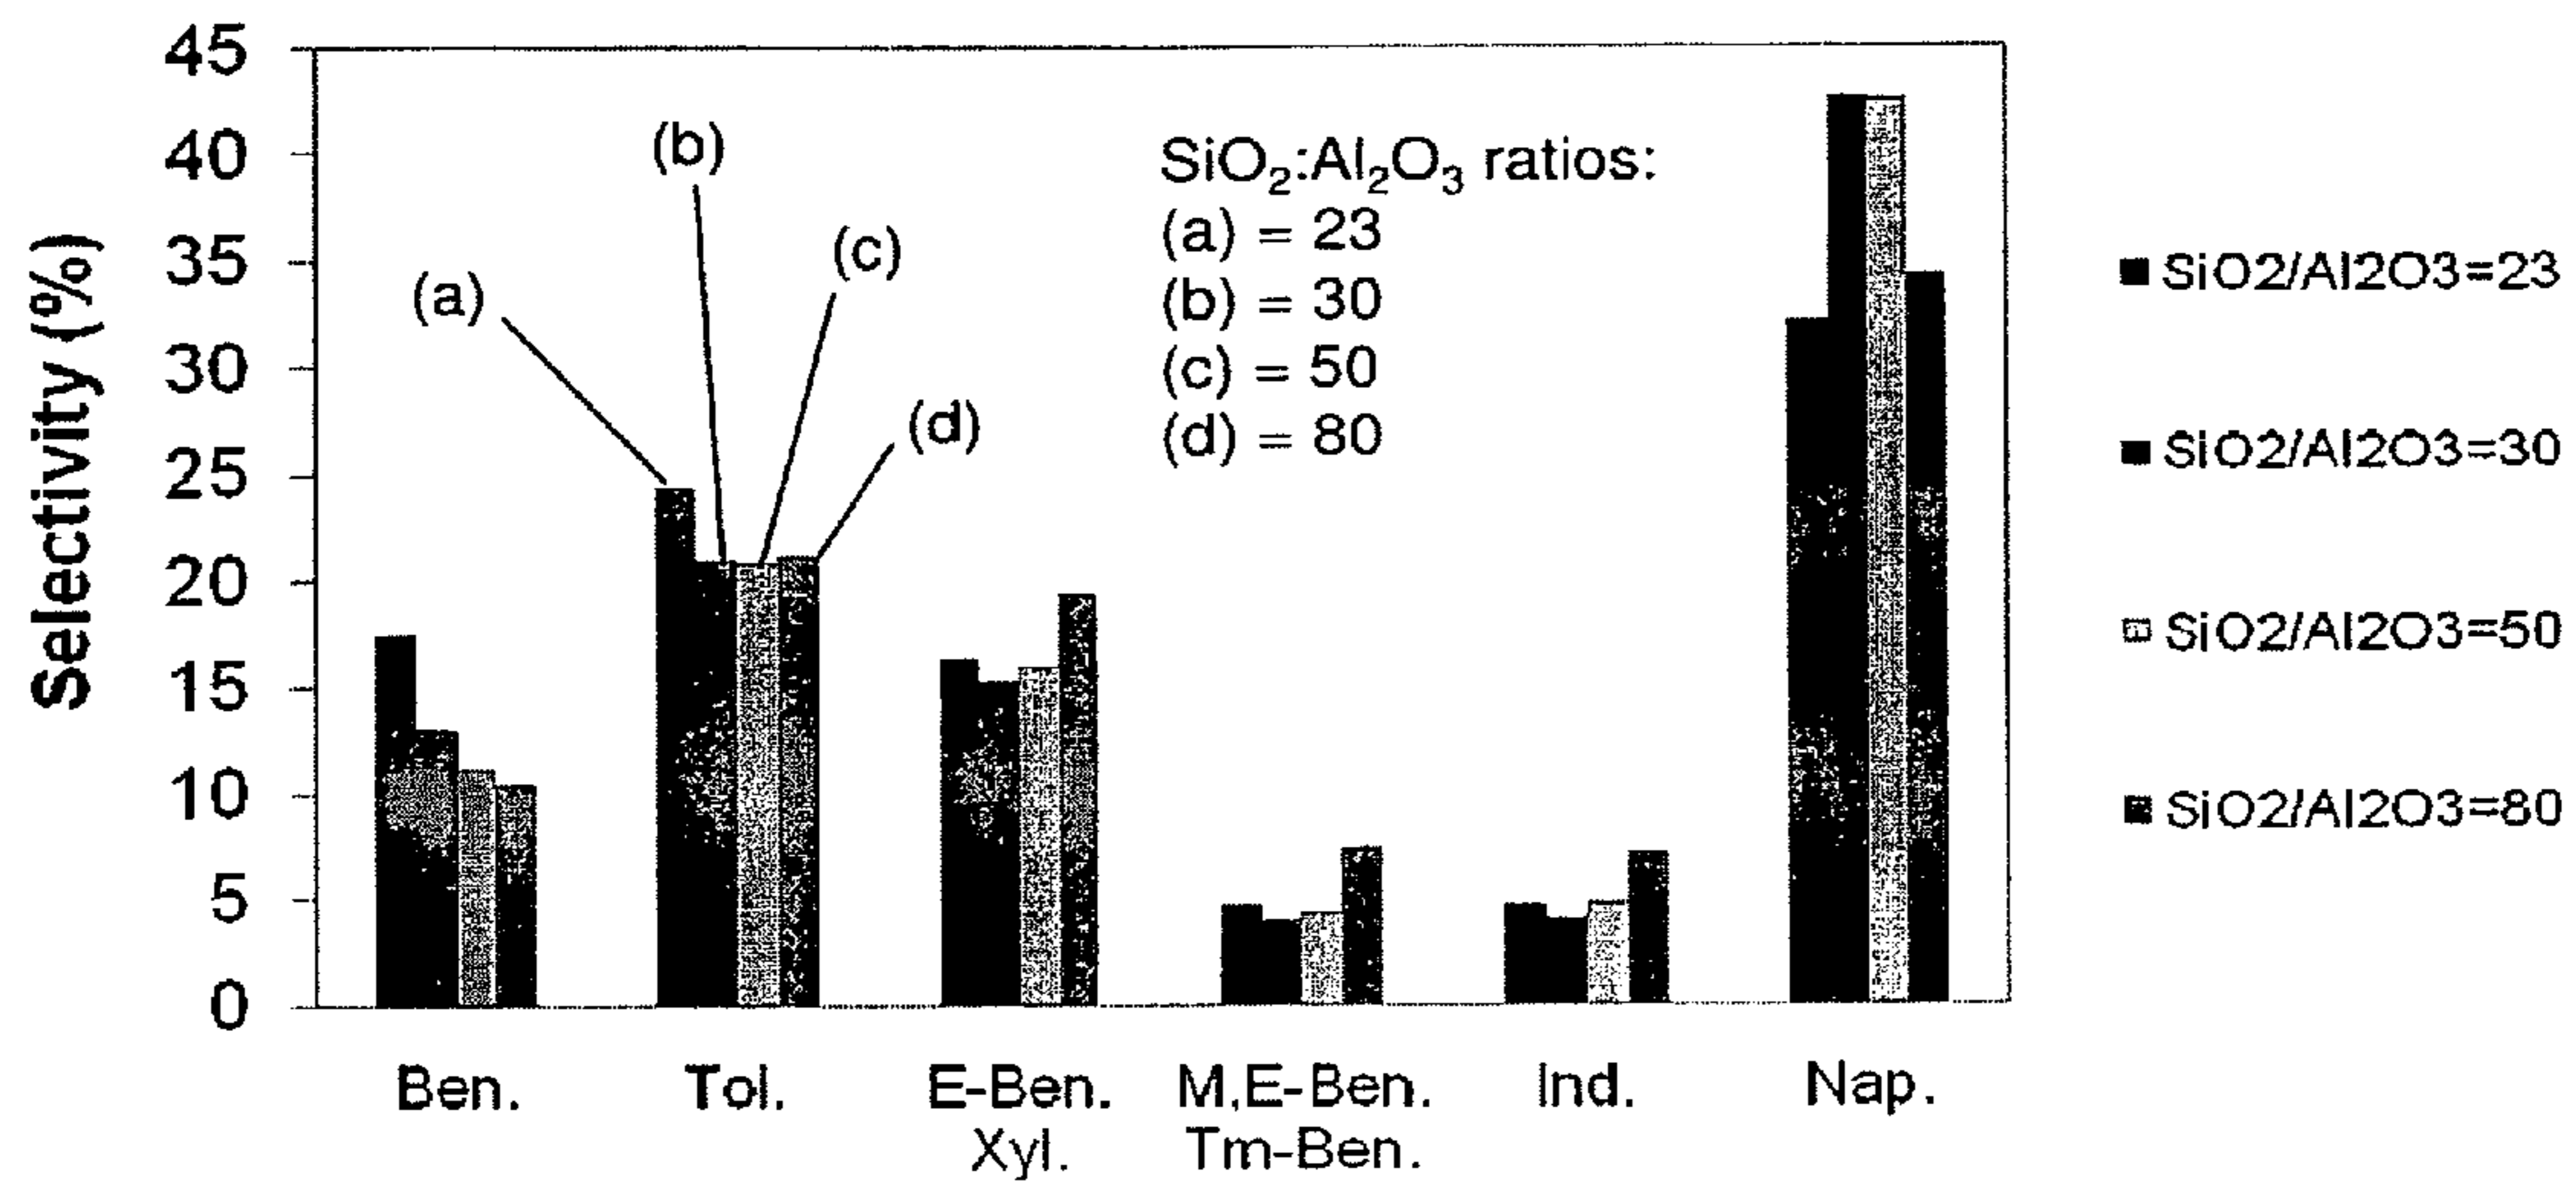 Selectivity (%)
45
40
35
30
25
20
15
10
5
0
(a)
(b)
(c)
(d)
SiO₂:Al₂O₃ ratios:
(a) = 23
(b) = 30
(c) = 50
(d) = 80
SiO2/Al2O3=23
SiO2/Al2O3=30
SiO2/Al2O3=50
SiO2/Al2O3=80
Ben.
Tol.
E-Ben.
Xyl.
M,E-Ben.
Tm-Ben.
Ind.
Nap.